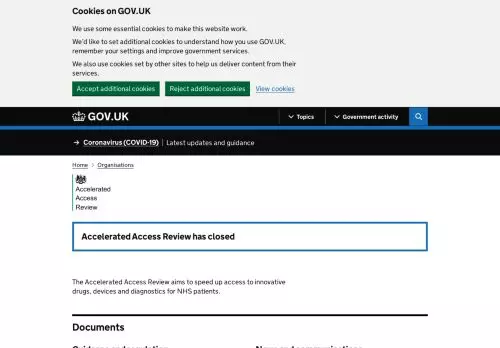 Cookies on GOV.UK
We use some essential cookies to make this website work.
We'd like to set additional cookies to understand how you use GOV.UK,
remember your settings and improve government services.
We also use cookies set by other sites to help us deliver content from their
services.
Accept additional cookies Reject additional cookies View cookies
GOV.UK Topics Government activity
→ Coronavirus (COVID-19) Latest updates and guidance
Home > Organisations
Accelerated
Access
Review
Accelerated Access Review has closed
The Accelerated Access Review aims to speed up access to innovative
drugs, devices and diagnostics for NHS patients.
Documents